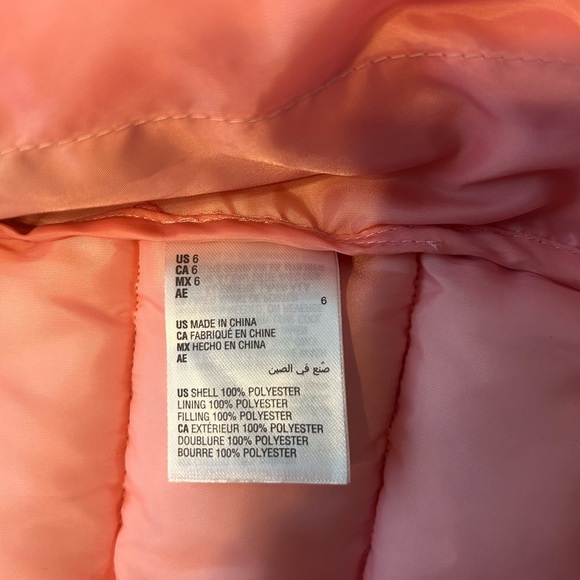 US 6
CA 6
MX 6
AE
6
US MADE IN CHINA
CA FABRIQUÉ EN CHINE
MX HECHO EN CHINA
AE
صُنع في الصين
US SHELL 100% POLYESTER
LINING 100% POLYESTER
FILLING 100% POLYESTER
CA EXTÉRIEUR 100% POLYESTER
DOUBLURE 100% POLYESTER
BOURRE 100% POLYESTER